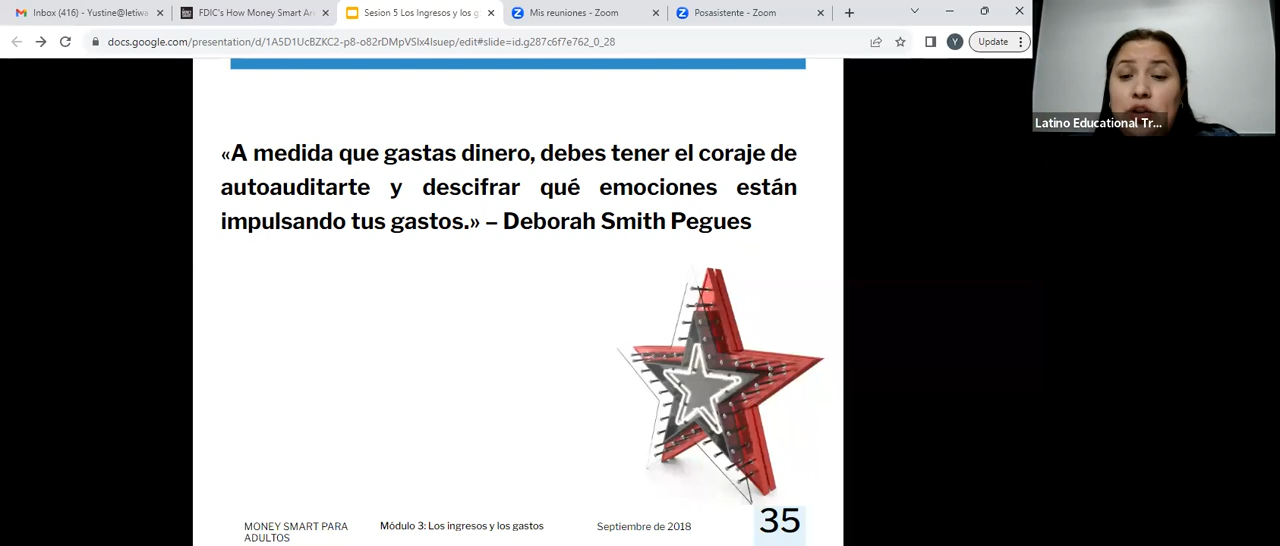 Inbox (416) - Yustine@letiwa
FDIC's How Money Smart Are
Sesion 5 Los Ingresos y los g
Mis reuniones - Zoom
Posasistente - Zoom
docs.google.com/presentation/d/1A5D1UcBZKC2-p8-o82rDMpVSIx4Isuep/edit#slide=id.g287c6f7e762_0_28
Y
Update
Latino Educational Tr...
«A medida que gastas dinero, debes tener el coraje de
autoauditarte y descifrar qué emociones están
impulsando tus gastos.» – Deborah Smith Pegues
MONEY SMART PARA
ADULTOS
Módulo 3: Los ingresos y los gastos
Septiembre de 2018
35